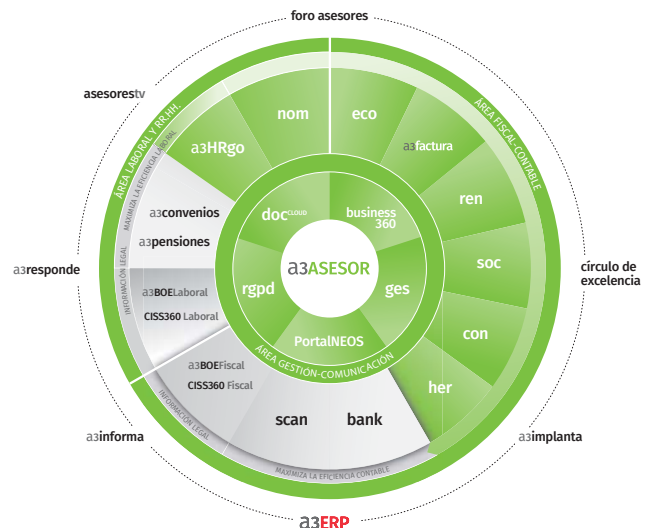 foro asesores
asesorestv
ÁREA LABORAL Y RR.HH.
ÁREA FISCAL-CONTABLE
MAXIMIZA LA EFICIENCIA LABORAL
nom
eco
a3HRgo
a3factura
ren
a3convenios
a3pensiones
doc CLOUD
business
360
soc
a3responde
INFORMACIÓN LEGAL
a3BOELaboral
CISS360 Laboral
rgpd
a3ASESOR
ges
círculo de
excelencia
con
PortalNEOS
ÁREA GESTIÓN-COMUNICACIÓN
a3BOEFiscal
CISS360 Fiscal
her
INFORMACIÓN LEGAL
scan
bank
MAXIMIZA LA EFICIENCIA CONTABLE
a3informa
a3implanta
a3ERP